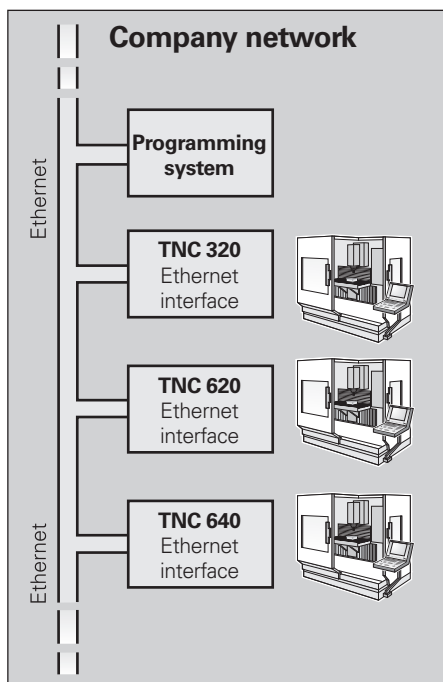 Company network
Ethernet
Programming
system
TNC 320
Ethernet
interface
TNC 620
Ethernet
interface
Ethernet
TNC 640
Ethernet
interface